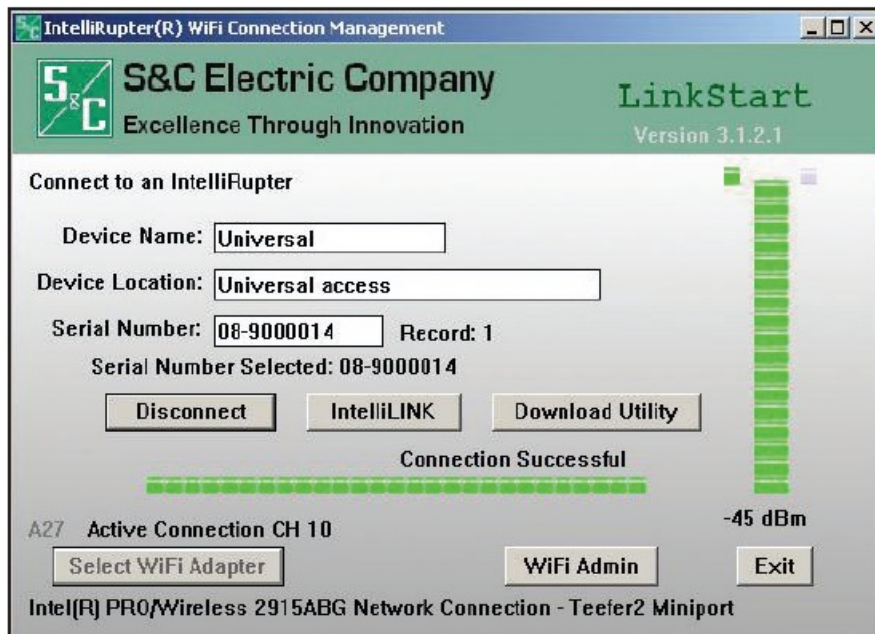 IntelliRupter(R) WiFi Connection Management
S&C Electric Company
S&C
Excellence Through Innovation
LinkStart
Version 3.1.2.1
Connect to an IntelliRupter
Device Name: Universal
Device Location: Universal access
Serial Number: 08-9000014 Record: 1
Serial Number Selected: 08-9000014
Disconnect IntelliLINK Download Utility
Connection Successful
-45 dBm
A27 Active Connection CH 10
Select WiFi Adapter WiFi Admin Exit
Intel(R) PRO/Wireless 2915ABG Network Connection - Teefer2 Miniport